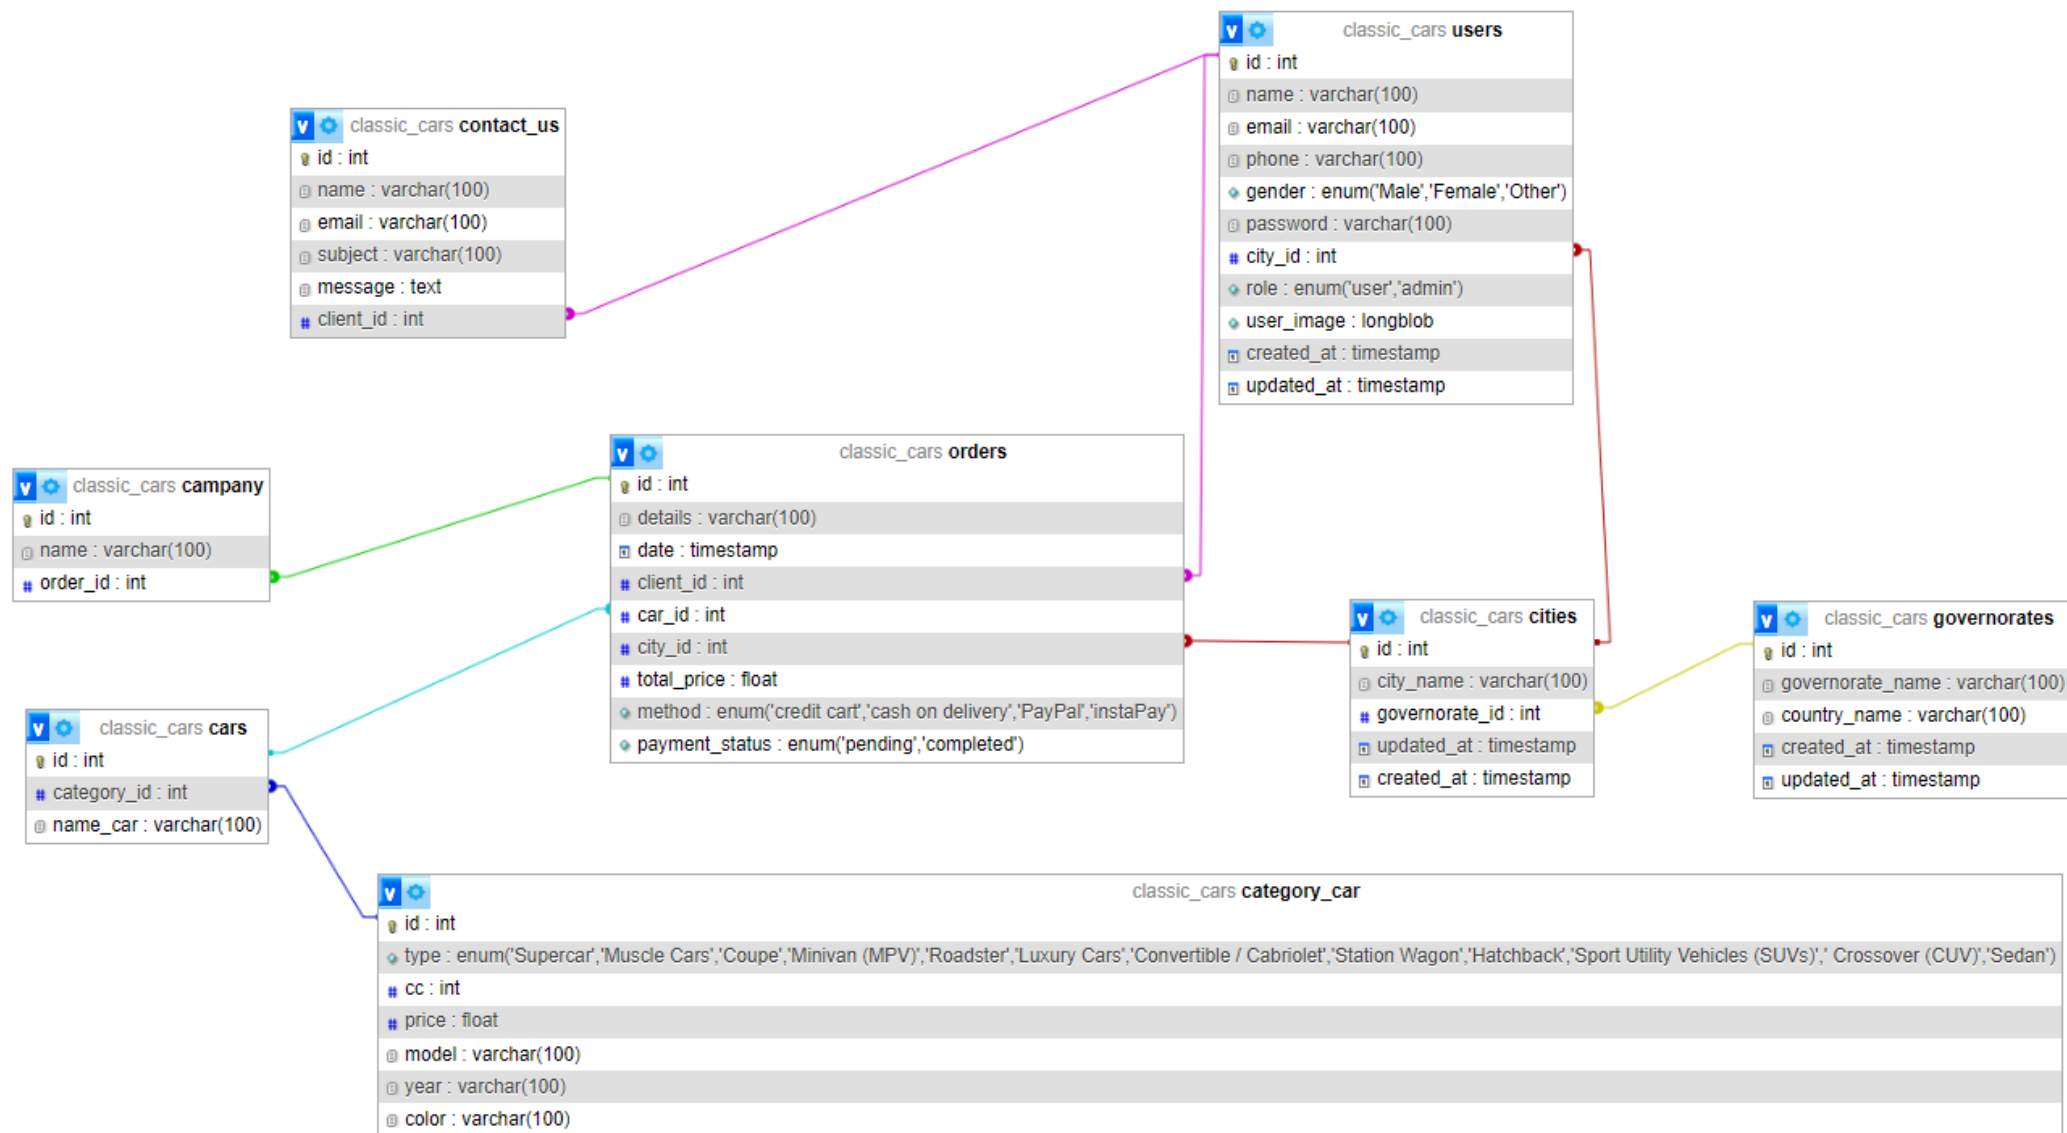 classic_cars users
id : int
name : varchar(100)
email : varchar(100)
phone : varchar(100)
gender : enum('Male','Female','Other')
password : varchar(100)
city_id : int
role : enum('user','admin')
user_image : longblob
created_at : timestamp
updated_at : timestamp
classic_cars contact_us
id : int
name : varchar(100)
email : varchar(100)
subject : varchar(100)
message : text
client_id : int
classic_cars orders
id : int
details : varchar(100)
date : timestamp
client_id : int
car_id : int
city_id : int
total_price : float
method : enum('credit cart','cash on delivery','PayPal','instaPay')
payment_status : enum('pending','completed')
classic_cars campany
id : int
name : varchar(100)
order_id : int
classic_cars cities
id : int
city_name : varchar(100)
governorate_id : int
updated_at : timestamp
created_at : timestamp
classic_cars governorates
id : int
governorate_name : varchar(100)
country_name : varchar(100)
created_at : timestamp
updated_at : timestamp
classic_cars cars
id : int
category_id : int
name_car : varchar(100)
classic_cars category_car
id : int
type : enum('Supercar','Muscle Cars','Coupe','Minivan (MPV)','Roadster','Luxury Cars','Convertible / Cabriolet','Station Wagon','Hatchback','Sport Utility Vehicles (SUVs)',' Crossover (CUV)','Sedan')
cc : int
price : float
model : varchar(100)
year : varchar(100)
color : varchar(100)